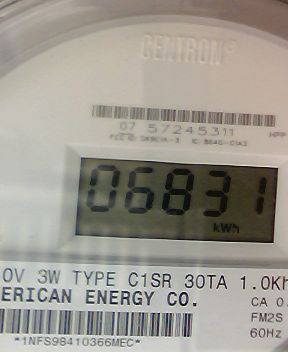 CENTRON®
07 57245311
HPP
06831
kWh
0V 3W TYPE C1SR 30TA 1.0Kh
ERICAN ENERGY CO.
CA 0.
FM2S
60Hz
*1NFS98410366MEC*